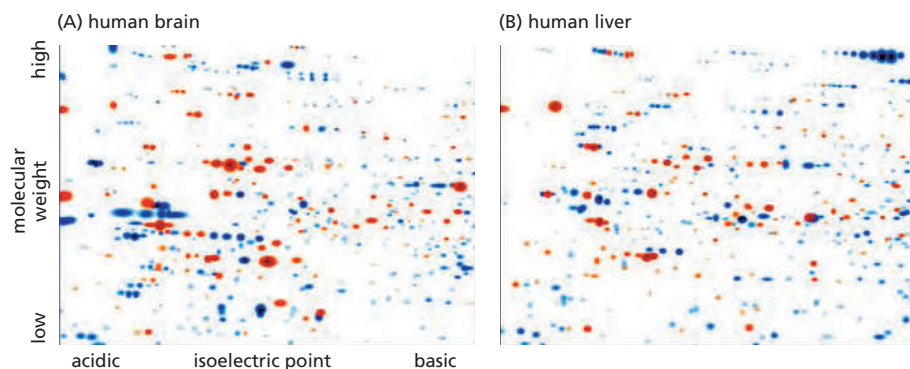 (A) human brain
(B) human liver
high
molecular
weight
low
acidic
isoelectric point
basic